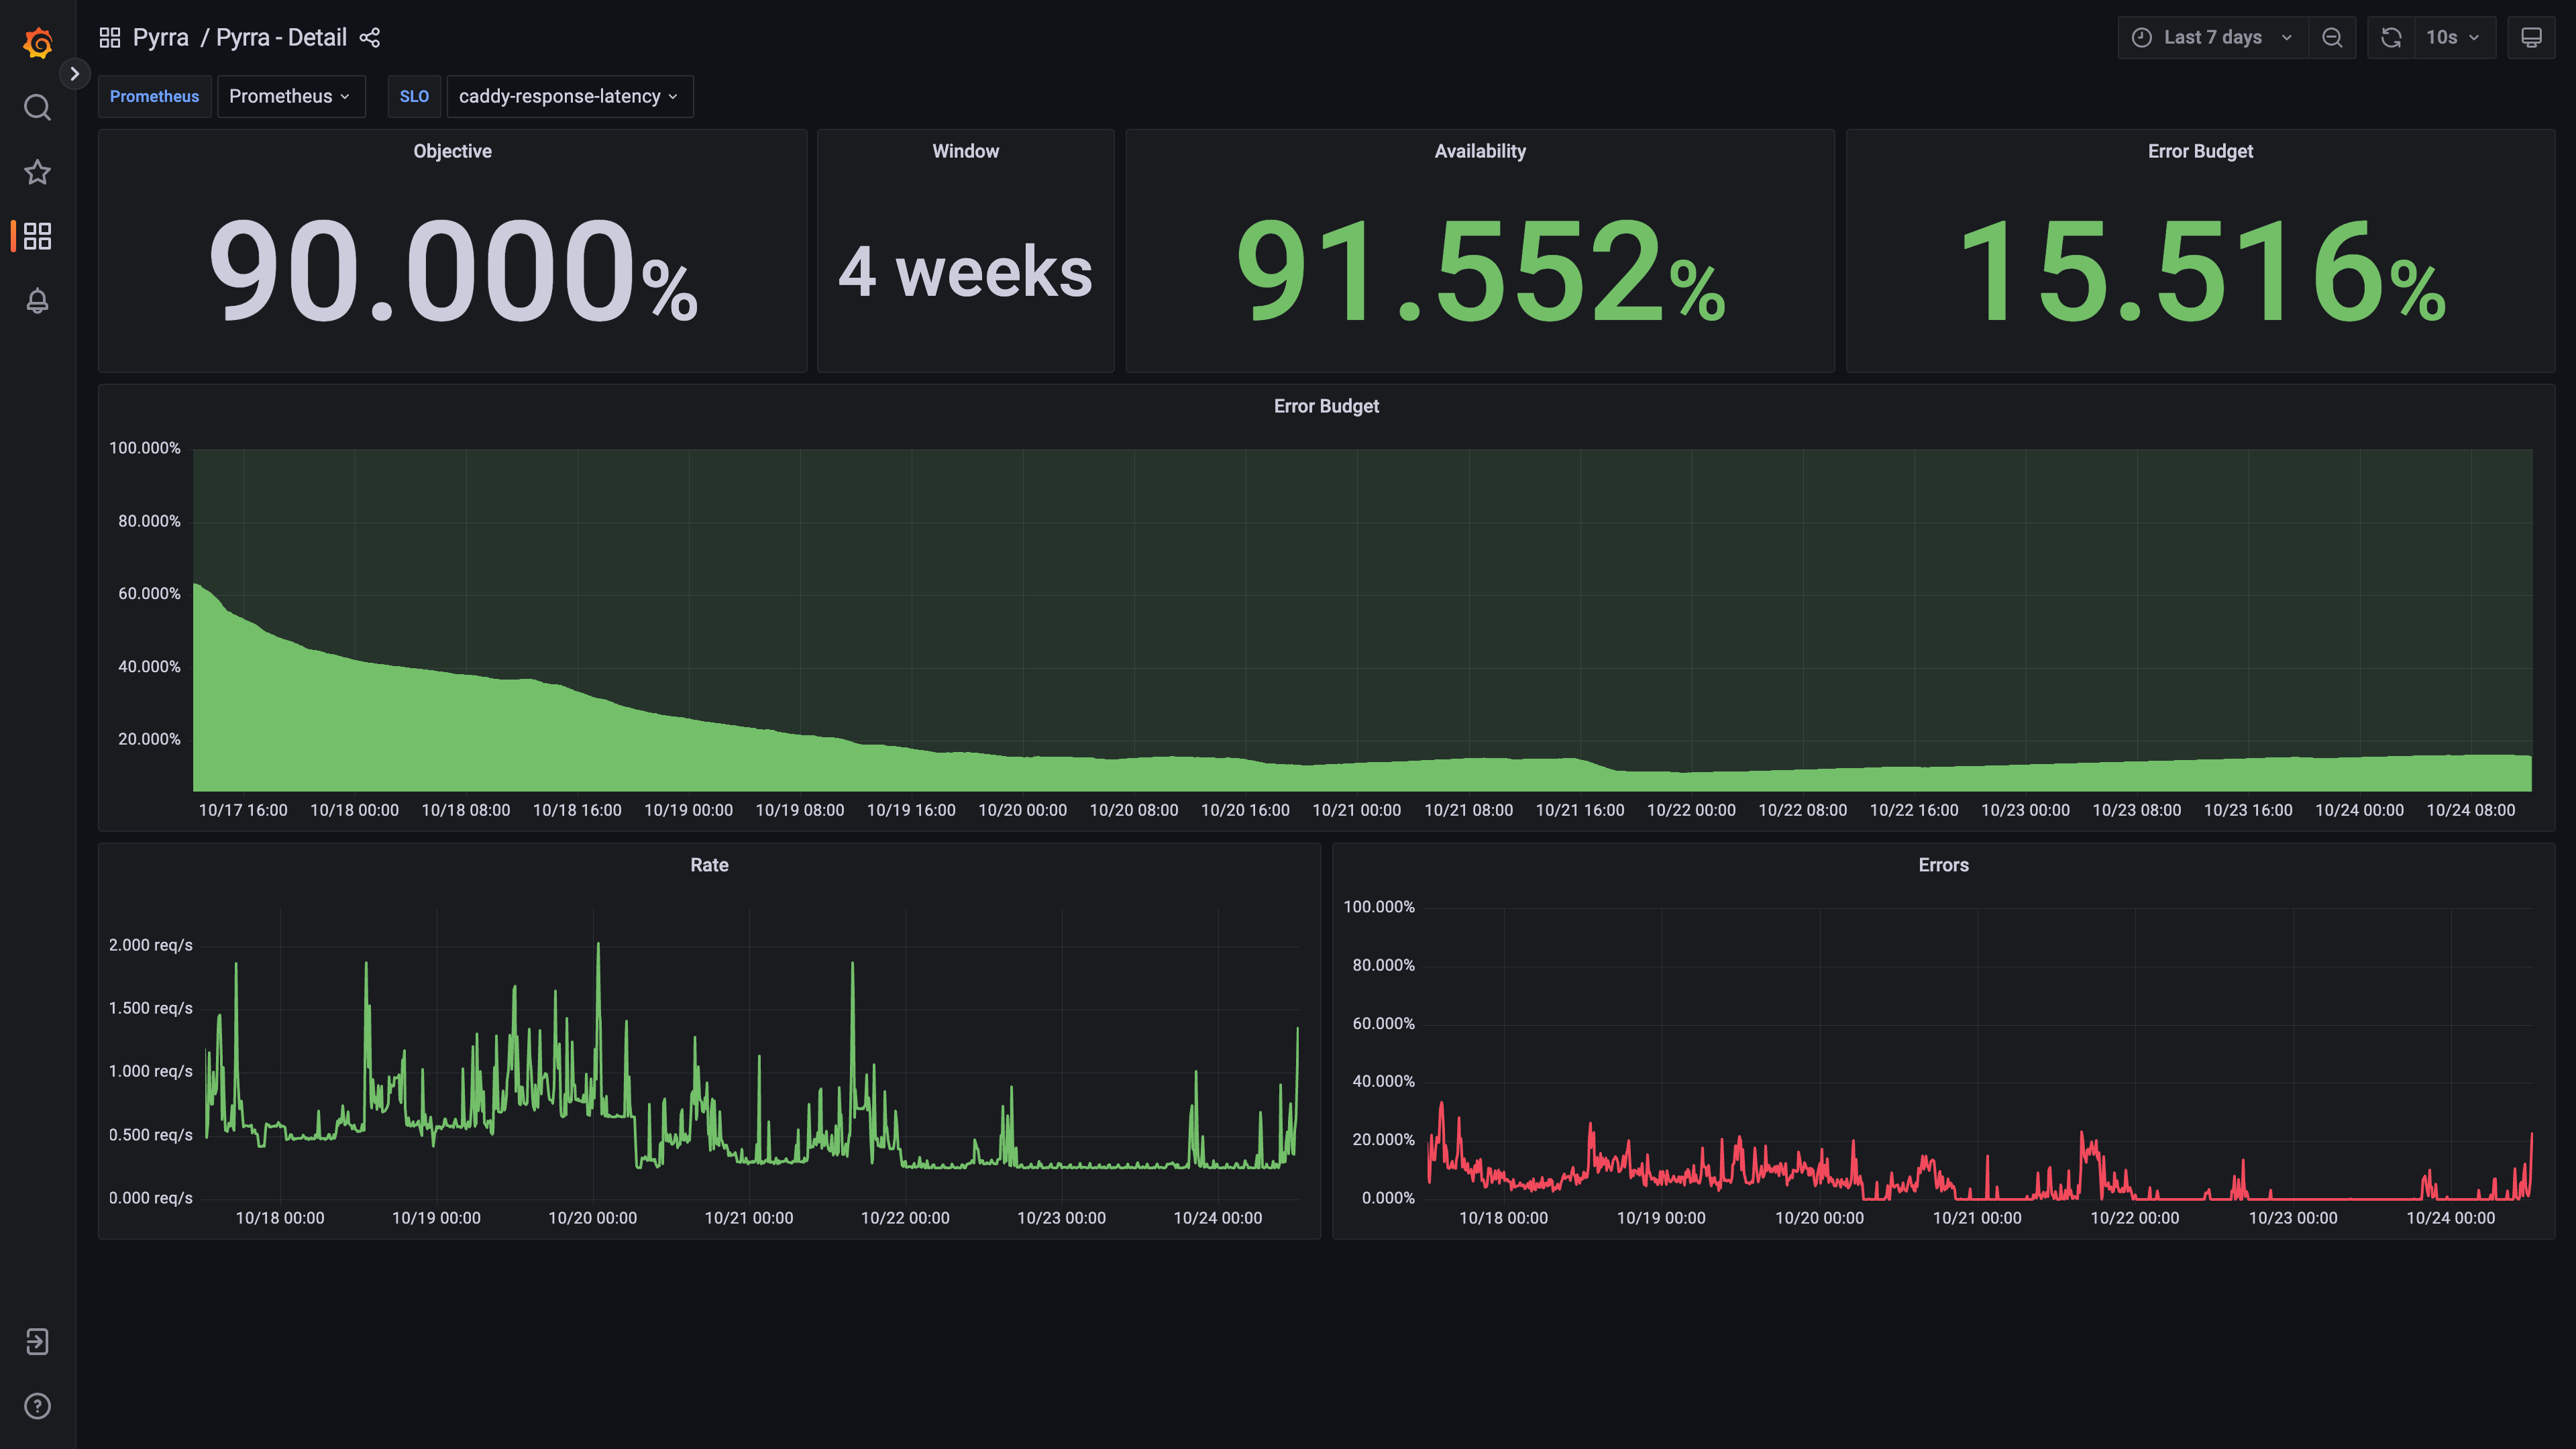 Pyrra / Pyrra - Detail
Last 7 days
10s
Prometheus
Prometheus
SLO
caddy-response-latency
Objective
90.000%
Window
4 weeks
Availability
91.552%
Error Budget
15.516%
Error Budget
100.000%
80.000%
60.000%
40.000%
20.000%
10/17 16:00 10/18 00:00 10/18 08:00 10/18 16:00 10/19 00:00 10/19 08:00 10/19 16:00 10/20 00:00 10/20 08:00 10/20 16:00 10/21 00:00 10/21 08:00 10/21 16:00 10/22 00:00 10/22 08:00 10/22 16:00 10/23 00:00 10/23 08:00 10/23 16:00 10/24 00:00 10/24 08:00
Rate
2.000 req/s
1.500 req/s
1.000 req/s
0.500 req/s
0.000 req/s
10/18 00:00 10/19 00:00 10/20 00:00 10/21 00:00 10/22 00:00 10/23 00:00 10/24 00:00
Errors
100.000%
80.000%
60.000%
40.000%
20.000%
0.000%
10/18 00:00 10/19 00:00 10/20 00:00 10/21 00:00 10/22 00:00 10/23 00:00 10/24 00:00